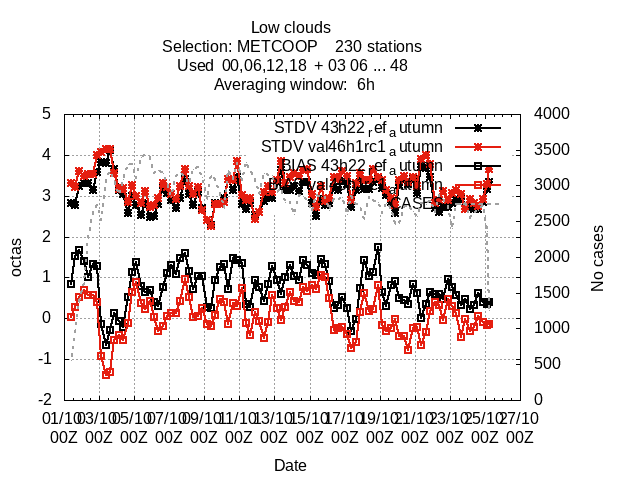 Low clouds
Selection: METCOOP 230 stations
Used 00,06,12,18 + 03 06 ... 48
Averaging window: 6h
STDV 43h22_ref_autumn
STDV val46h1rc1_autumn
BIAS 43h22_ref_autumn
CASES
5
4
3
2
1
0
-1
-2
octas
4000
3500
3000
2500
2000
1500
1000
500
0
No cases
01/10 03/10 05/10 07/10 09/10 11/10 13/10 15/10 17/10 19/10 21/10 23/10 25/10 27/10
00Z 00Z 00Z 00Z 00Z 00Z 00Z 00Z 00Z 00Z 00Z 00Z 00Z 00Z
Date